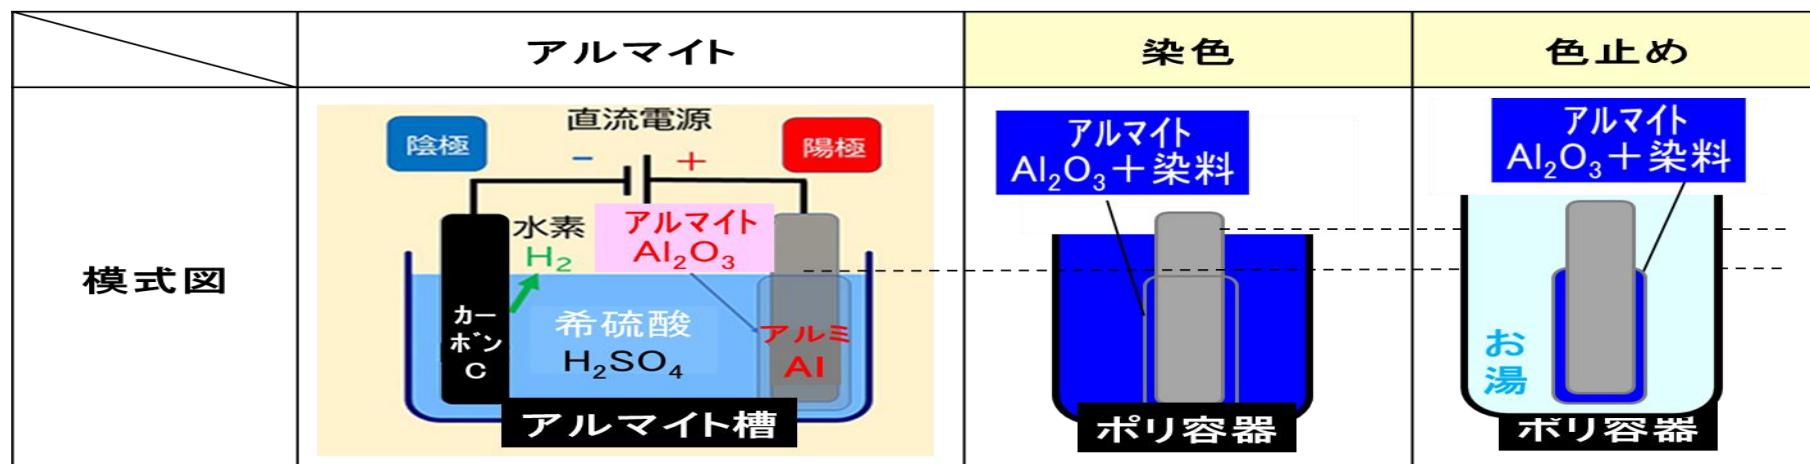 アルマイト
染色
色止め
模式図
直流電源
陰極
陽極
－
＋
水素
H₂
アルマイト
Al₂O₃
カー
ボン
C
希硫酸
H₂SO₄
アルミ
Al
アルマイト槽
アルマイト
Al₂O₃＋染料
ポリ容器
アルマイト
Al₂O₃＋染料
お
湯
ポリ容器